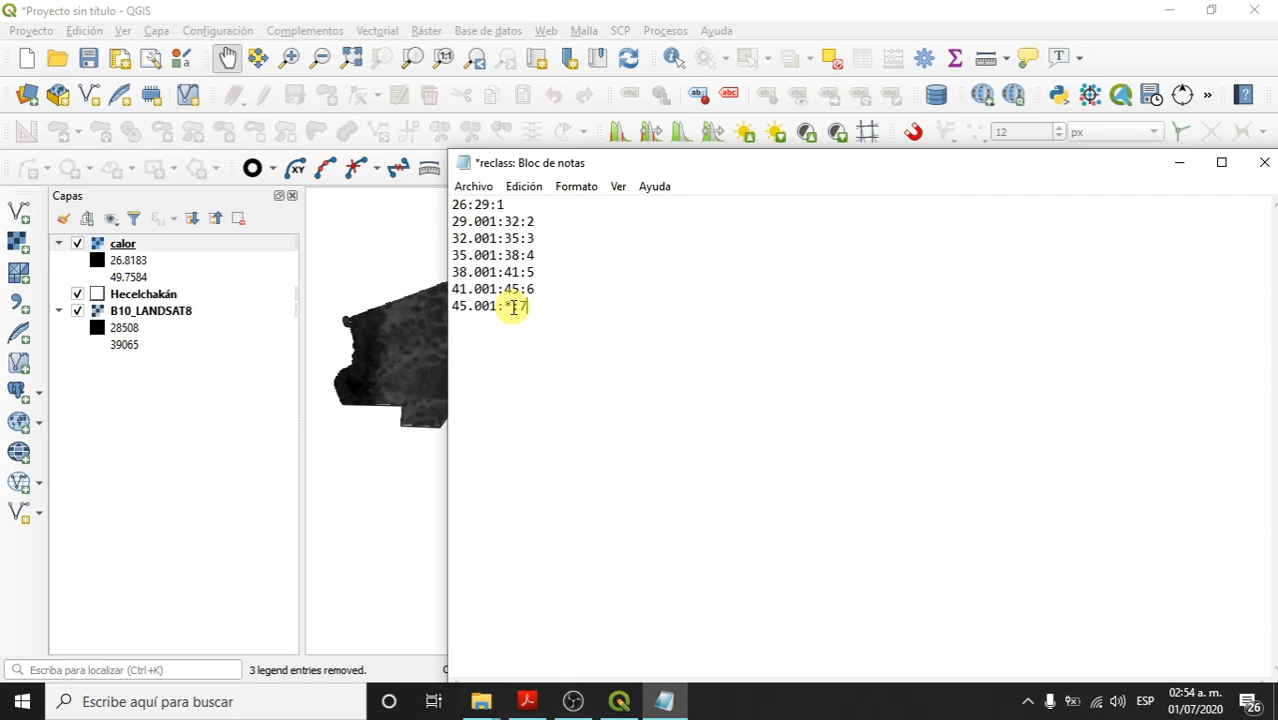 *Proyecto sin título - QGIS
Proyecto Edición Ver Capa Configuración Complementos Vectorial Ráster Base de datos Web Malla SCP Procesos Ayuda
12 px
*reclass: Bloc de notas
Archivo Edición Formato Ver Ayuda
26:29:1
29.001:32:2
32.001:35:3
35.001:38:4
38.001:41:5
41.001:45:6
45.001:*:7
Capas
calor
26.8183
49.7584
Hecelchakán
B10_LANDSAT8
28508
39065
Escriba para localizar (Ctrl+K) 3 legend entries removed.
Escribe aquí para buscar
ESP
02:54 a. m.
01/07/2020
26